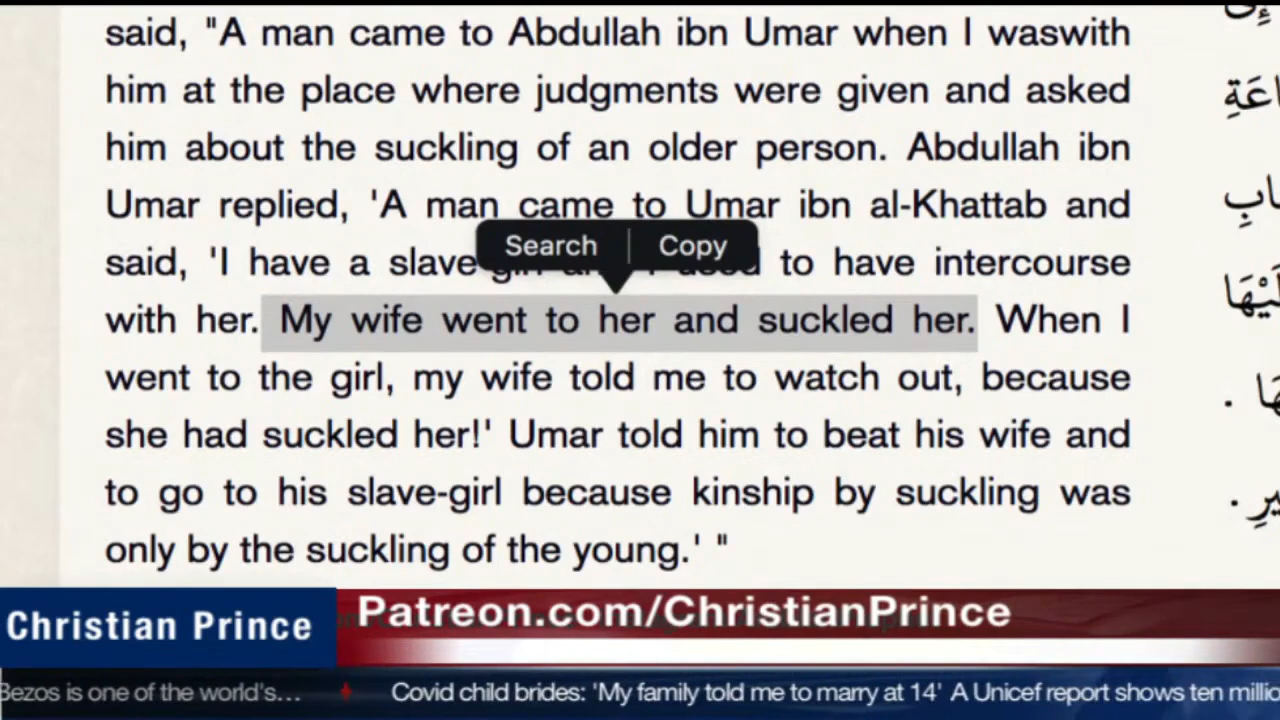 said, "A man came to Abdullah ibn Umar when I waswith
him at the place where judgments were given and asked
him about the suckling of an older person. Abdullah ibn
Umar replied, 'A man came to Umar ibn al-Khattab and
Search Copy
said, 'I have a slave to have intercourse
with her. My wife went to her and suckled her. When I
went to the girl, my wife told me to watch out, because
she had suckled her!' Umar told him to beat his wife and
to go to his slave-girl because kinship by suckling was
only by the suckling of the young.' "
Christian Prince
Patreon.com/ChristianPrince
Bezos is one of the world's... Covid child brides: 'My family told me to marry at 14' A Unicef report shows ten millio